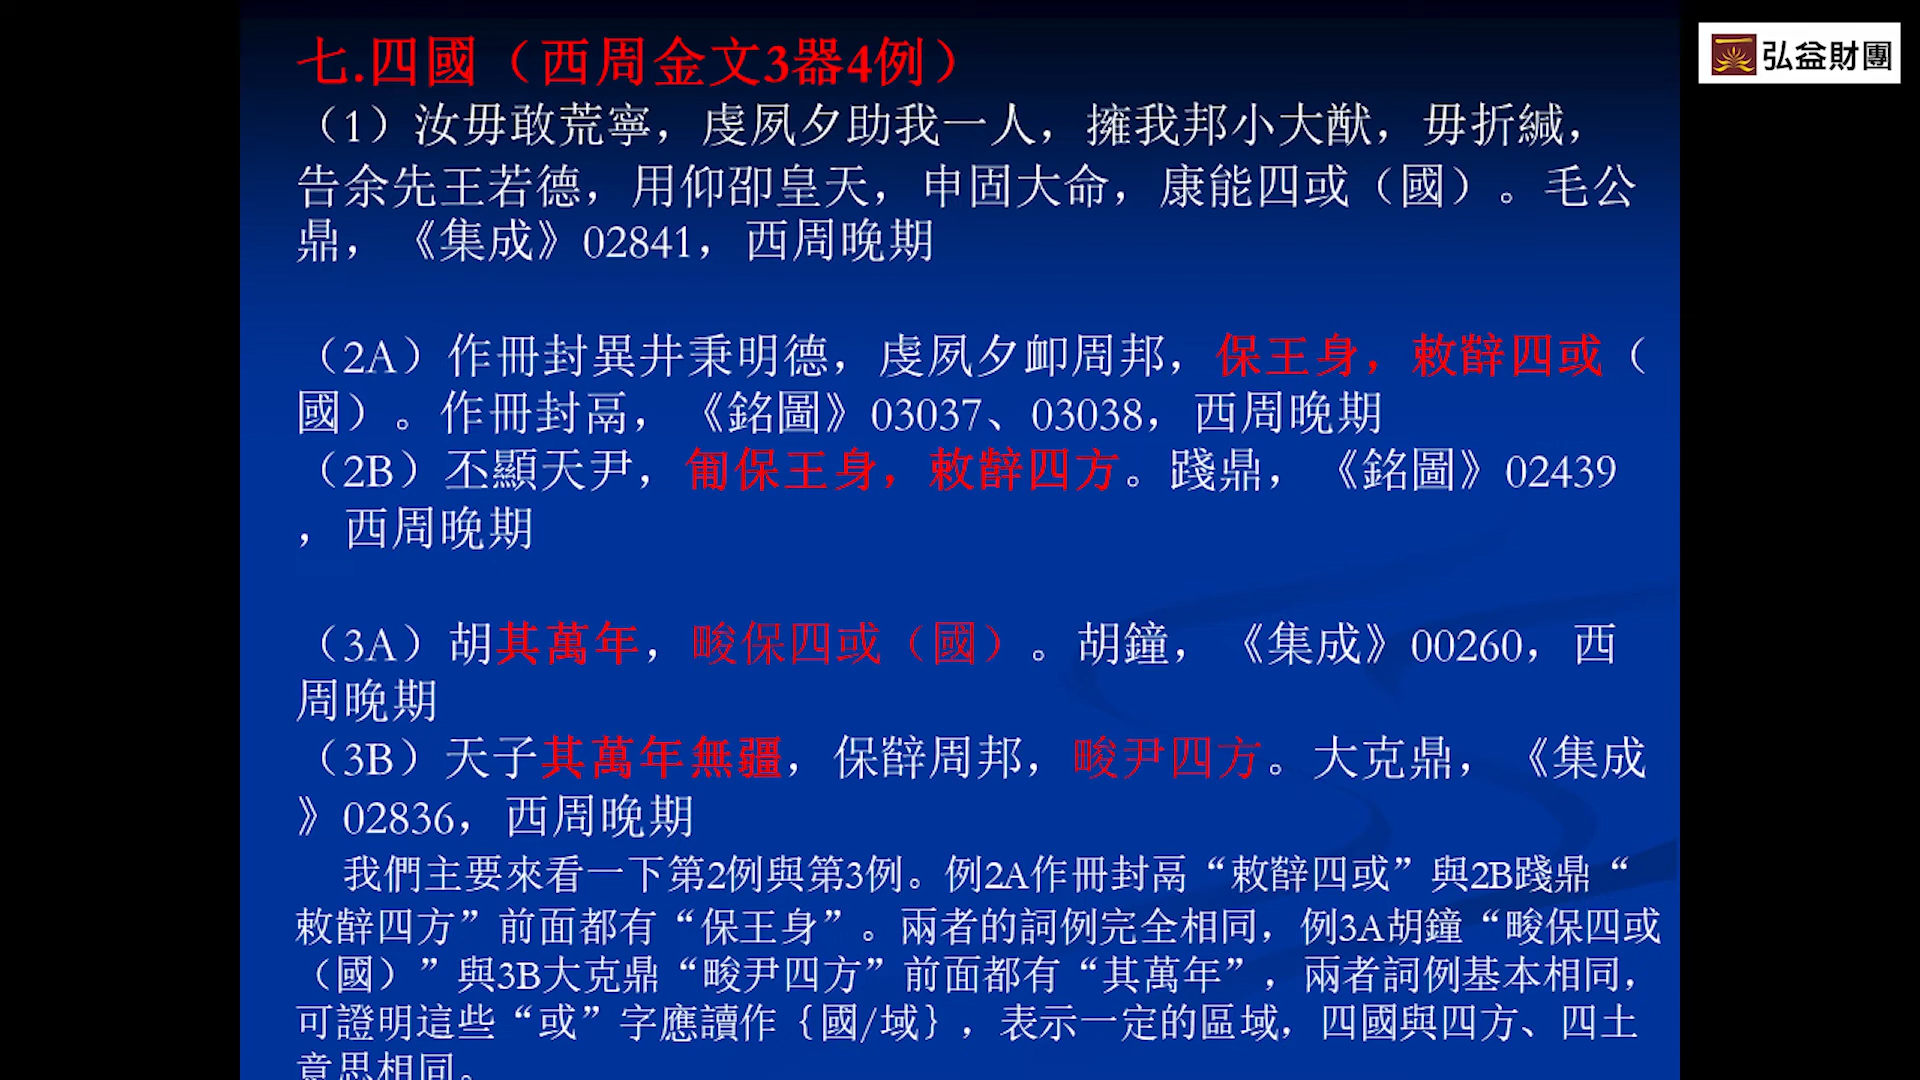 七.四國（西周金文3器4例）
弘益財團
（1）汝毋敢荒寧，虔夙夕助我一人，擁我邦小大猷，毋折緘，
告余先王若德，用仰卲皇天，申固大命，康能四或（國）。毛公
鼎，《集成》02841，西周晚期
（2A）作冊封異井秉明德，虔夙夕卹周邦，保王身，敕辥四或（
國）。作冊封鬲，《銘圖》03037、03038，西周晚期
（2B）丕顯天尹，匍保王身，敕辥四方。踐鼎，《銘圖》02439
，西周晚期
（3A）胡其萬年，畯保四或（國）。胡鐘，《集成》00260，西
周晚期
（3B）天子其萬年無疆，保辥周邦，畯尹四方。大克鼎，《集成
》02836，西周晚期
我們主要來看一下第2例與第3例。例2A作冊封鬲“敕辥四或”與2B踐鼎“
敕辥四方”前面都有“保王身”。兩者的詞例完全相同，例3A胡鐘“畯保四或
（國）”與3B大克鼎“畯尹四方”前面都有“其萬年”，兩者詞例基本相同，
可證明這些“或”字應讀作｛國/域｝，表示一定的區域，四國與四方、四土
意思相同。